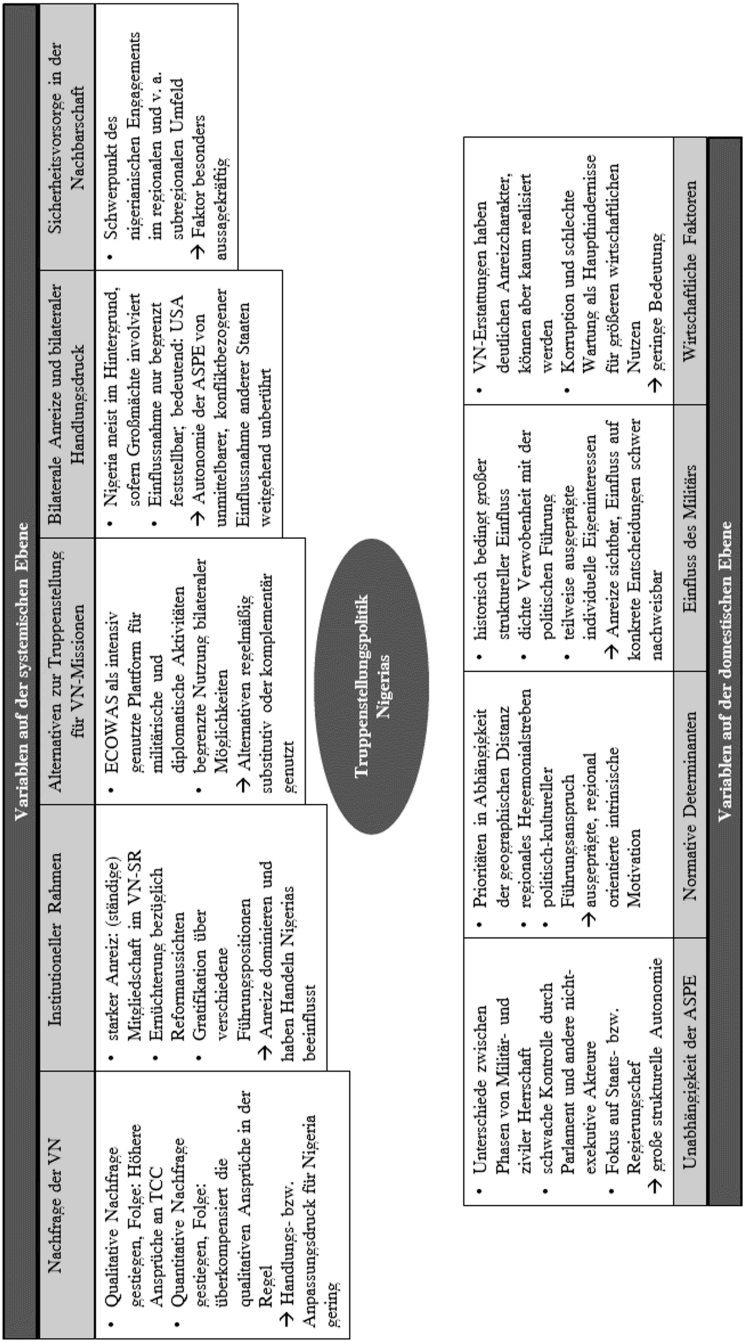 Variablen auf der systemischen Ebene
Nachfrage der VN
• Qualitative Nachfrage
gestiegen, Folge: Höhere
Ansprüche an TCC
• Quantitative Nachfrage
gestiegen, Folge:
überkompensiert die
qualitativen Ansprüche in der
Regel
→ Handlungs- bzw.
Anpassungsdruck für Nigeria
gering
Institutioneller Rahmen
• starker Anreiz: (ständige)
Mitgliedschaft im VN-SR
• Ernüchterung bezüglich
Reformaussichten
• Gratifikation über
verschiedene
Führungspositionen
→ Anreize dominieren und
haben Handeln Nigerias
beeinflusst
Alternativen zur Truppenstellung
für VN-Missionen
• ECOWAS als intensiv
genutzte Plattform für
militärische und
diplomatische Aktivitäten
• begrenzte Nutzung bilateraler
Möglichkeiten
→ Alternativen regelmäßig
substitutiv oder komplementär
genutzt
Bilaterale Anreize und bilateraler
Handlungsdruck
• Nigeria meist im Hintergrund,
sofern Großmächte involviert
• Einflussnahme nur begrenzt
feststellbar; bedeutend: USA
→ Autonomie der ASPE von
unmittelbarer, konfliktbezogener
Einflussnahme anderer Staaten
weitgehend unberührt
Sicherheitsvorsorge in der
Nachbarschaft
• Schwerpunkt des
nigerianischen Engagements
im regionalen und v. a.
subregionalen Umfeld
→ Faktor besonders
aussagekräftig
Truppenstellungspolitik
Nigerias
• Unterschiede zwischen
Phasen von Militär- und
ziviler Herrschaft
• schwache Kontrolle durch
Parlament und andere nicht-
exekutive Akteure
• Fokus auf Staats- bzw.
Regierungschef
→ große strukturelle Autonomie
Unabhängigkeit der ASPE
• Prioritäten in Abhängigkeit
der geographischen Distanz
• regionales Hegemonialstreben
• politisch-kultureller
Führungsanspruch
→ ausgeprägte, regional
orientierte intrinsische
Motivation
Normative Determinanten
• historisch bedingt großer
struktureller Einfluss
• dichte Verwobenheit mit der
politischen Führung
• teilweise ausgeprägte
individuelle Eigeninteressen
→ Anreize sichtbar, Einfluss auf
konkrete Entscheidungen schwer
nachweisbar
Einfluss des Militärs
• VN-Erstattungen haben
deutlichen Anreizcharakter,
können aber kaum realisiert
werden
• Korruption und schlechte
Wartung als Haupthindernisse
für größeren wirtschaftlichen
Nutzen
→ geringe Bedeutung
Wirtschaftliche Faktoren
Variablen auf der domestischen Ebene